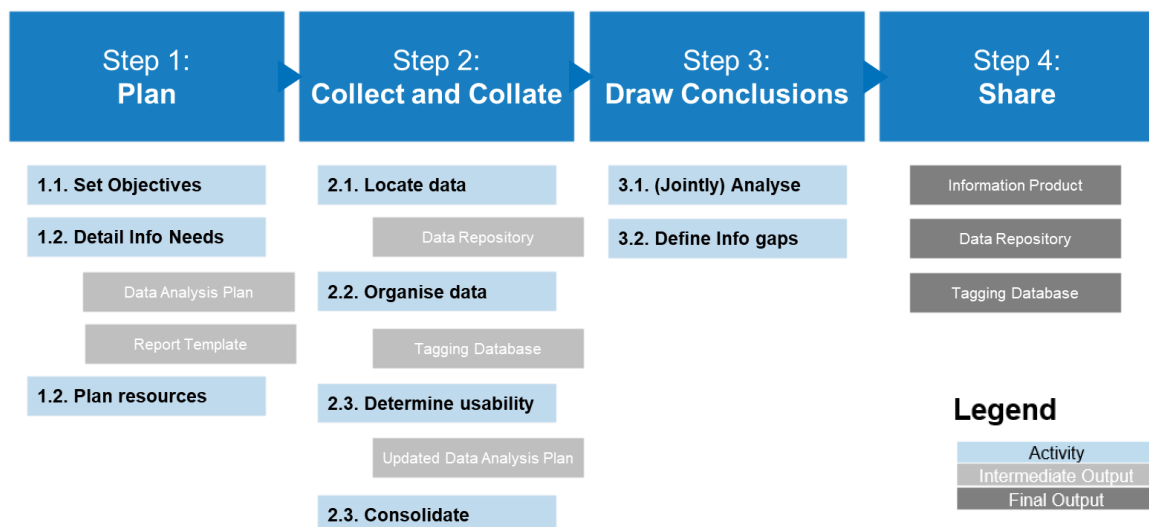 Step 1:
Plan
Step 2:
Collect and Collate
Step 3:
Draw Conclusions
Step 4:
Share
1.1. Set Objectives
1.2. Detail Info Needs
Data Analysis Plan
Report Template
1.2. Plan resources
2.1. Locate data
Data Repository
2.2. Organise data
Tagging Database
2.3. Determine usability
Updated Data Analysis Plan
2.3. Consolidate
3.1. (Jointly) Analyse
3.2. Define Info gaps
Information Product
Data Repository
Tagging Database
Legend
Activity
Intermediate Output
Final Output